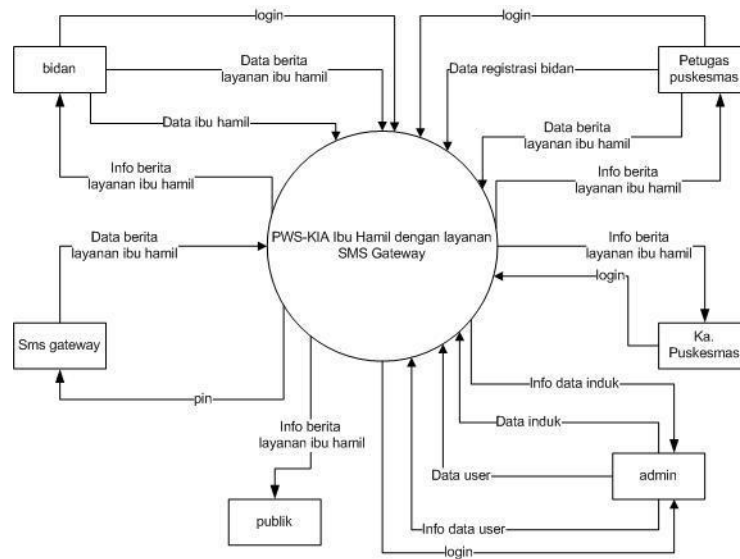 login
login
bidan
Data berita
layanan ibu hamil
Data registrasi bidan
Petugas
puskesmas
Data ibu hamil
Data berita
layanan ibu hamil
Info berita
layanan ibu hamil
Info berita
layanan ibu hamil
Data berita
layanan ibu hamil
PWS-KIA Ibu Hamil dengan layanan
SMS Gateway
Info berita
layanan ibu hamil
login
Sms gateway
Ka.
Puskesmas
pin
Info data induk
Info berita
layanan ibu hamil
Data induk
Data user
admin
publik
Info data user
login